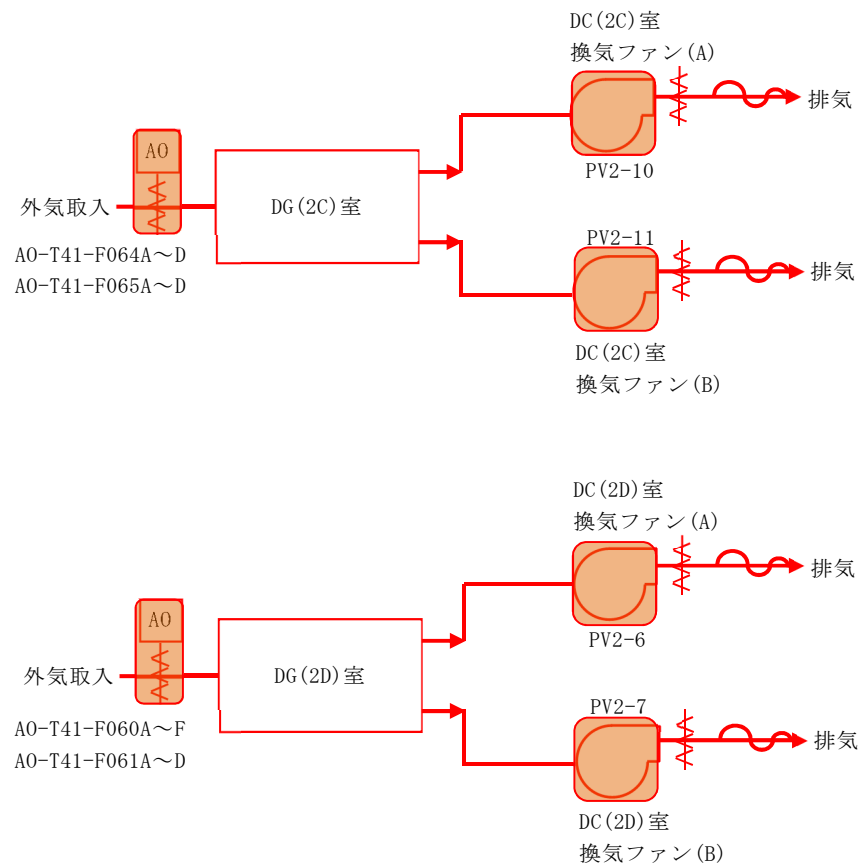 DC(2C)室
換気ファン(A)
排気
AO
PV2-10
外気取入
DG(2C)室
PV2-11
AO-T41-F064A～D
AO-T41-F065A～D
排気
DC(2C)室
換気ファン(B)
DC(2D)室
換気ファン(A)
排気
AO
PV2-6
外気取入
DG(2D)室
PV2-7
AO-T41-F060A～F
AO-T41-F061A～D
排気
DC(2D)室
換気ファン(B)